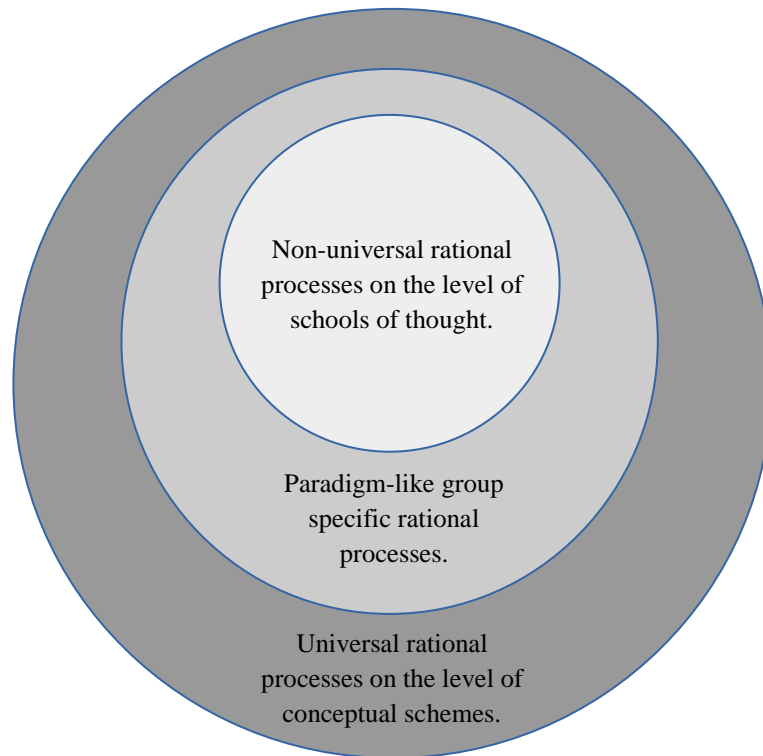 Non-universal rational
processes on the level of
schools of thought.
Paradigm-like group
specific rational
processes.
Universal rational
processes on the level of
conceptual schemes.